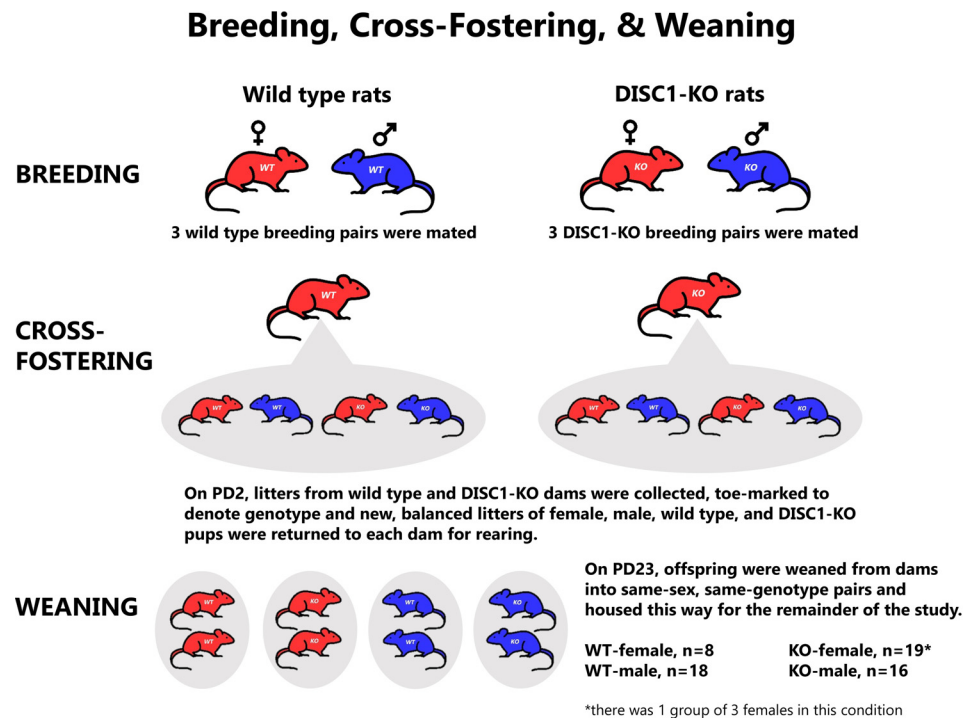 Breeding, Cross-Fostering, & Weaning
Wild type rats
DISC1-KO rats
♀ ♂
♀ ♂
BREEDING
WT
WT
KO
KO
3 wild type breeding pairs were mated
3 DISC1-KO breeding pairs were mated
CROSS-
FOSTERING
WT
KO
WT
WT
KO
KO
WT
WT
KO
KO
On PD2, litters from wild type and DISC1-KO dams were collected, toe-marked to
denote genotype and new, balanced litters of female, male, wild type, and DISC1-KO
pups were returned to each dam for rearing.
WEANING
WT
WT
KO
KO
WT
WT
KO
KO
On PD23, offspring were weaned from dams
into same-sex, same-genotype pairs and
housed this way for the remainder of the study.
WT-female, n=8
KO-female, n=19*
WT-male, n=18
KO-male, n=16
*there was 1 group of 3 females in this condition